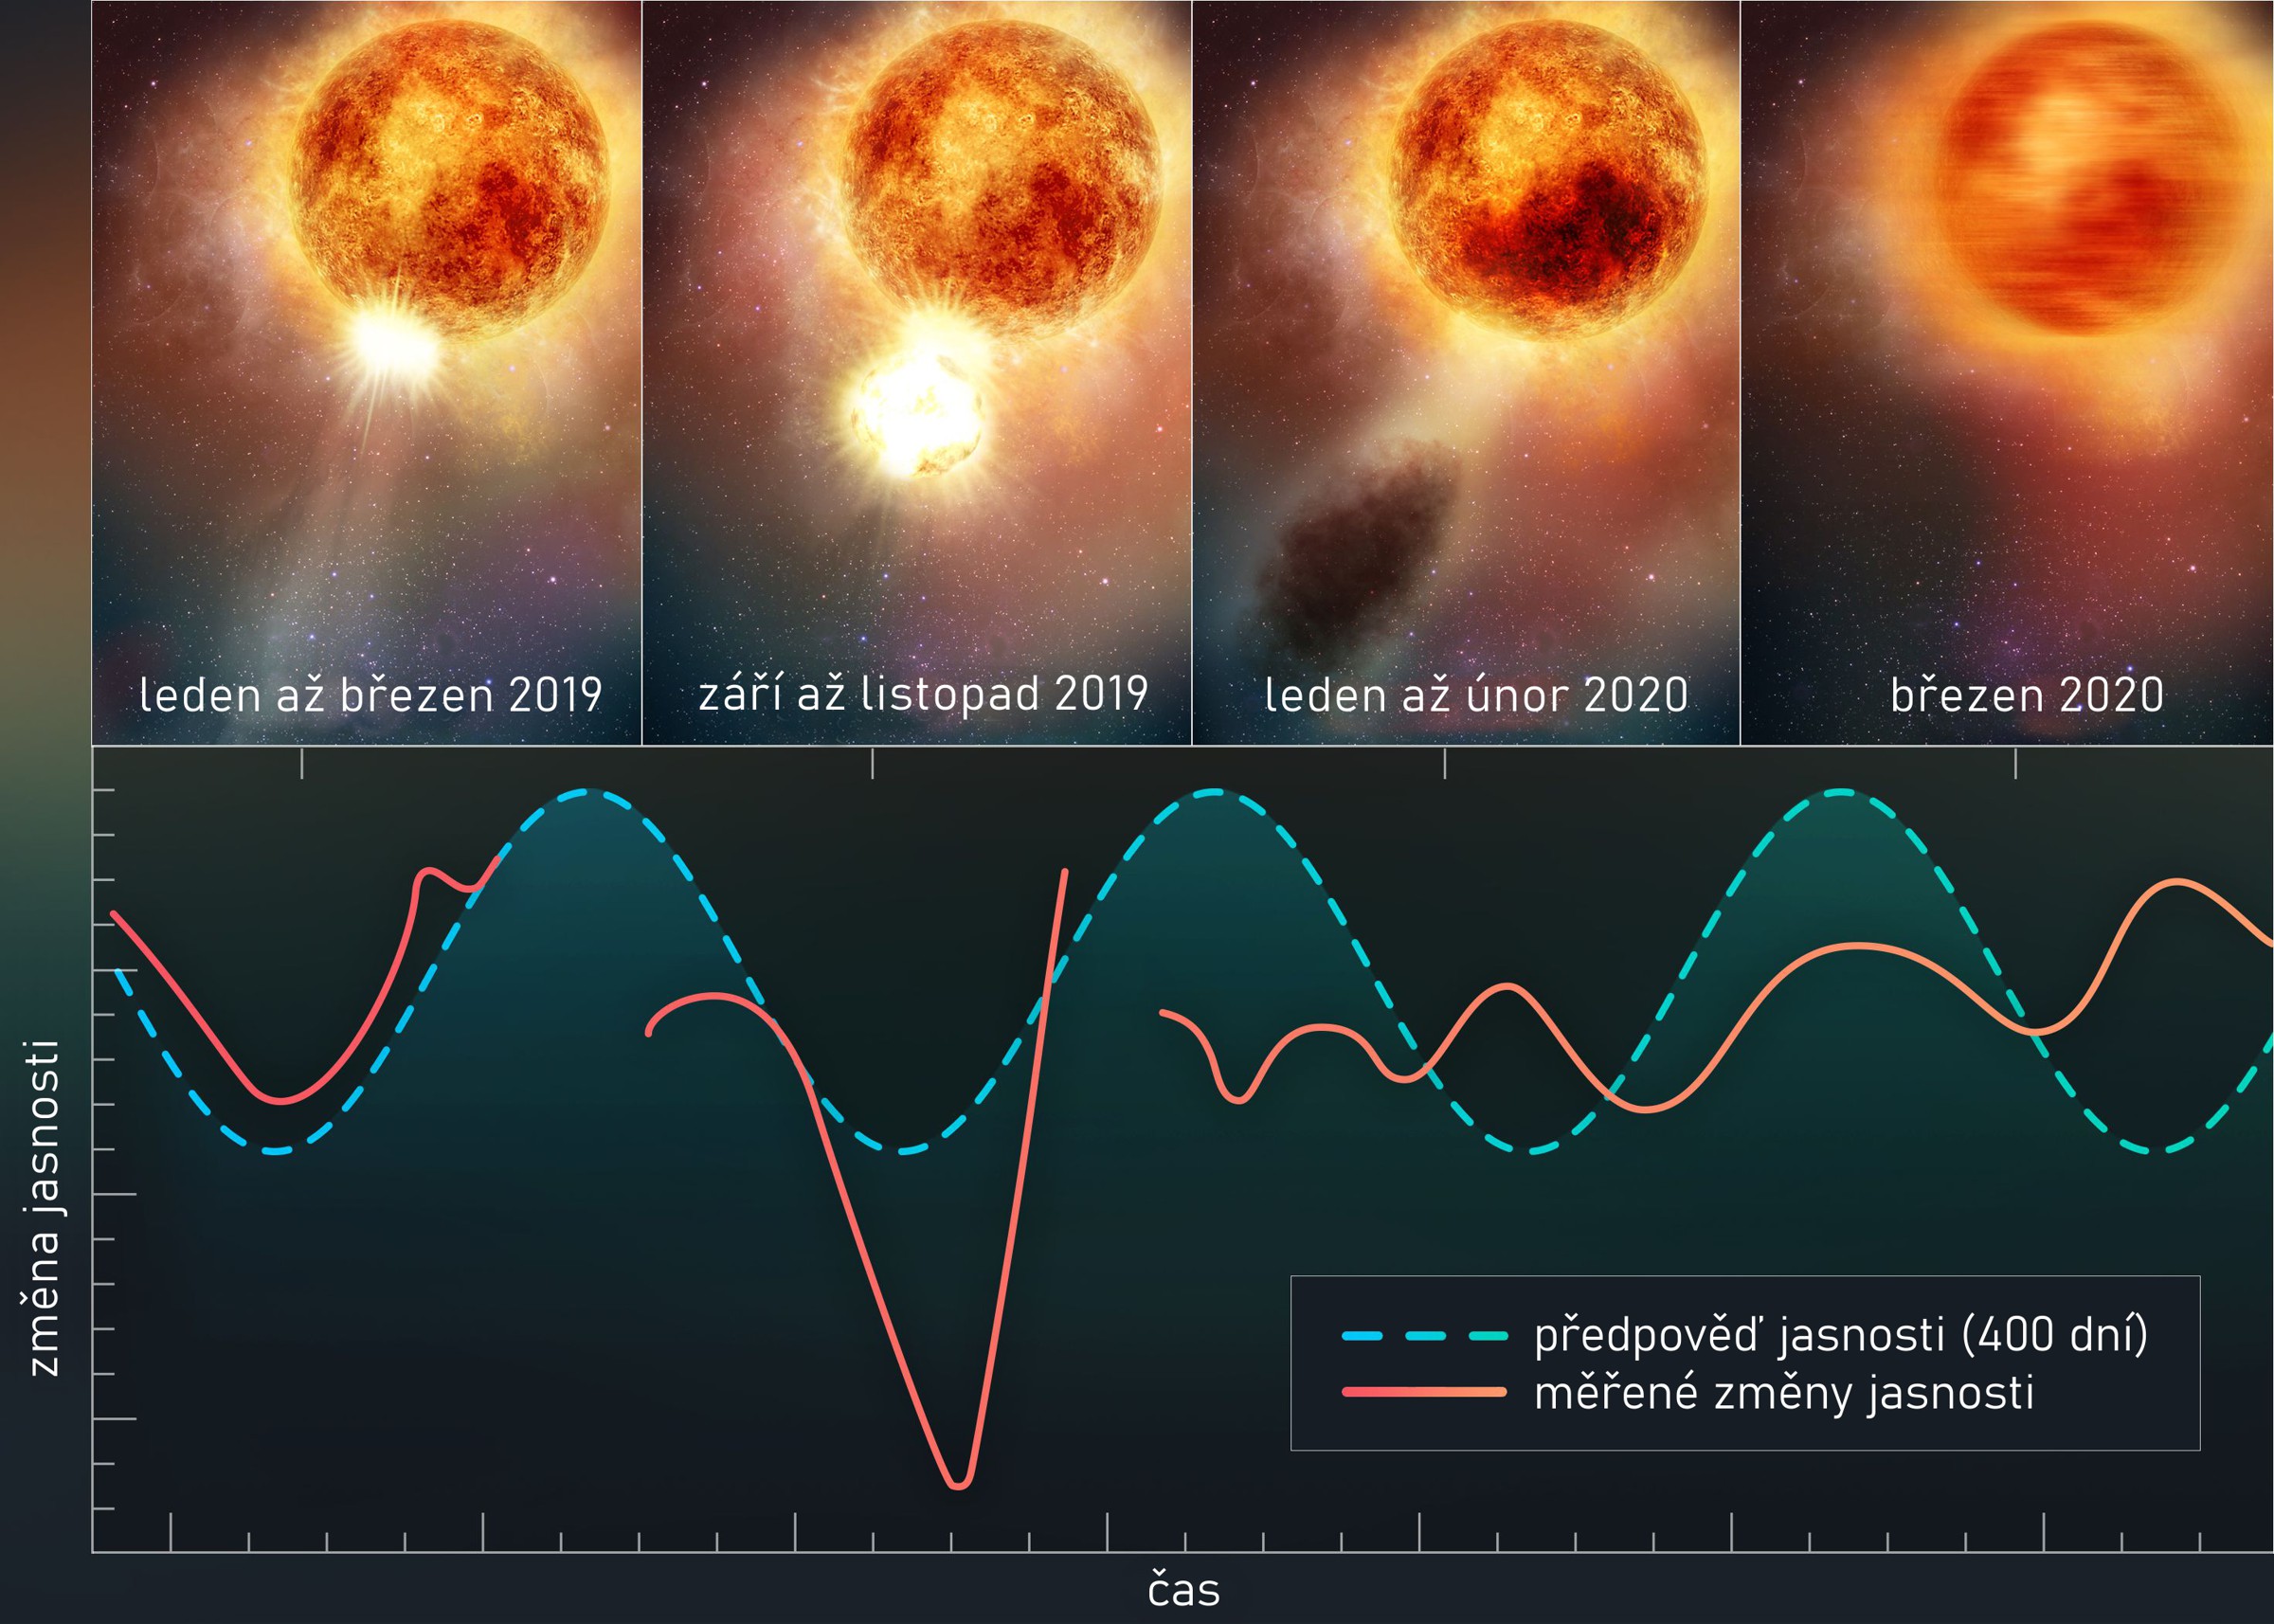 leden až březen 2019
září až listopad 2019
leden až únor 2020
březen 2020
změna jasnosti
předpověď jasnosti (400 dní)
měřené změny jasnosti
čas